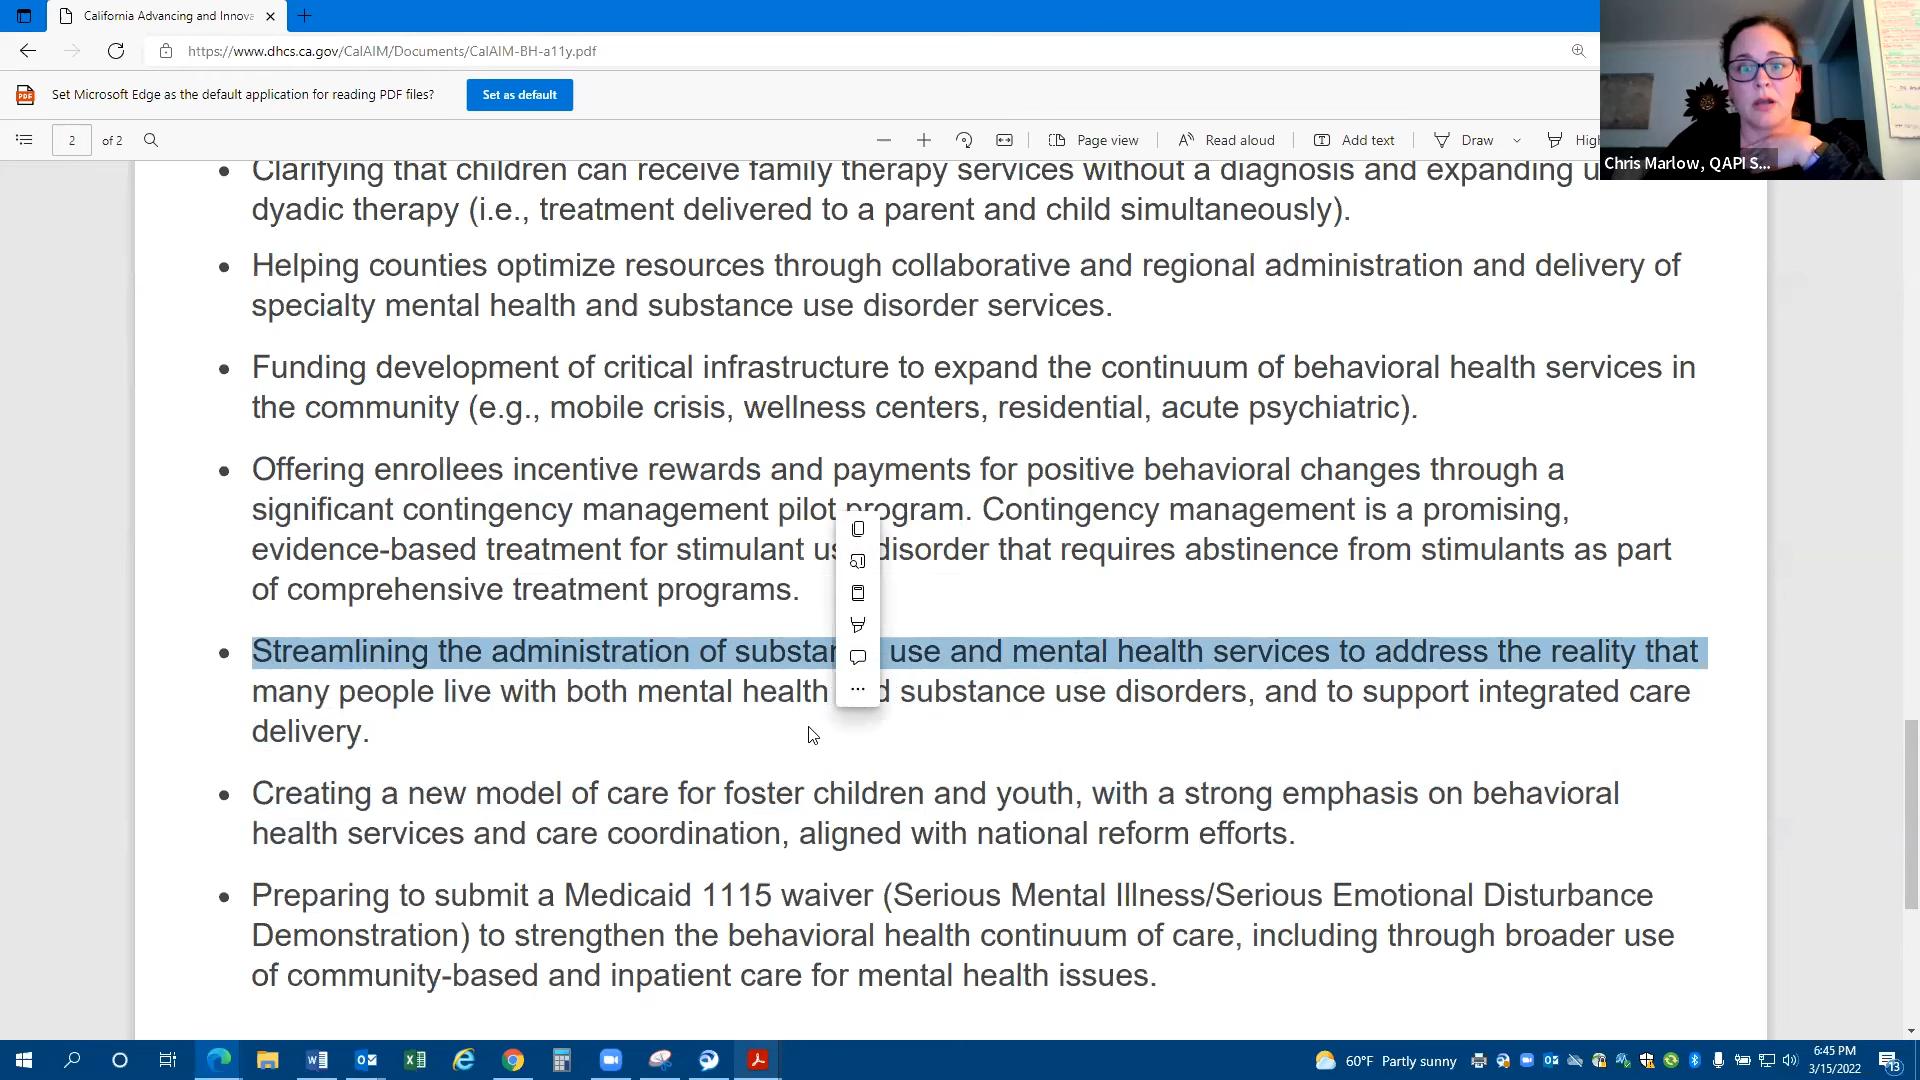 California Advancing and Innova
https://www.dhcs.ca.gov/CalAIM/Documents/CalAIM-BH-a11y.pdf
Set Microsoft Edge as the default application for reading PDF files?
Set as default
2
of 2
Page view
Read aloud
Add text
Draw
Chris Marlow, QAPI S...
Clarifying that children can receive family therapy services without a diagnosis and expanding
dyadic therapy (i.e., treatment delivered to a parent and child simultaneously).
Helping counties optimize resources through collaborative and regional administration and delivery of
specialty mental health and substance use disorder services.
Funding development of critical infrastructure to expand the continuum of behavioral health services in
the community (e.g., mobile crisis, wellness centers, residential, acute psychiatric).
Offering enrollees incentive rewards and payments for positive behavioral changes through a
significant contingency management pilot program. Contingency management is a promising,
evidence-based treatment for stimulant us disorder that requires abstinence from stimulants as part
of comprehensive treatment programs.
Streamlining the administration of substan use and mental health services to address the reality that
many people live with both mental health d substance use disorders, and to support integrated care
delivery.
Creating a new model of care for foster children and youth, with a strong emphasis on behavioral
health services and care coordination, aligned with national reform efforts.
Preparing to submit a Medicaid 1115 waiver (Serious Mental Illness/Serious Emotional Disturbance
Demonstration) to strengthen the behavioral health continuum of care, including through broader use
of community-based and inpatient care for mental health issues.
60°F Partly sunny
6:45 PM
3/15/2022
13